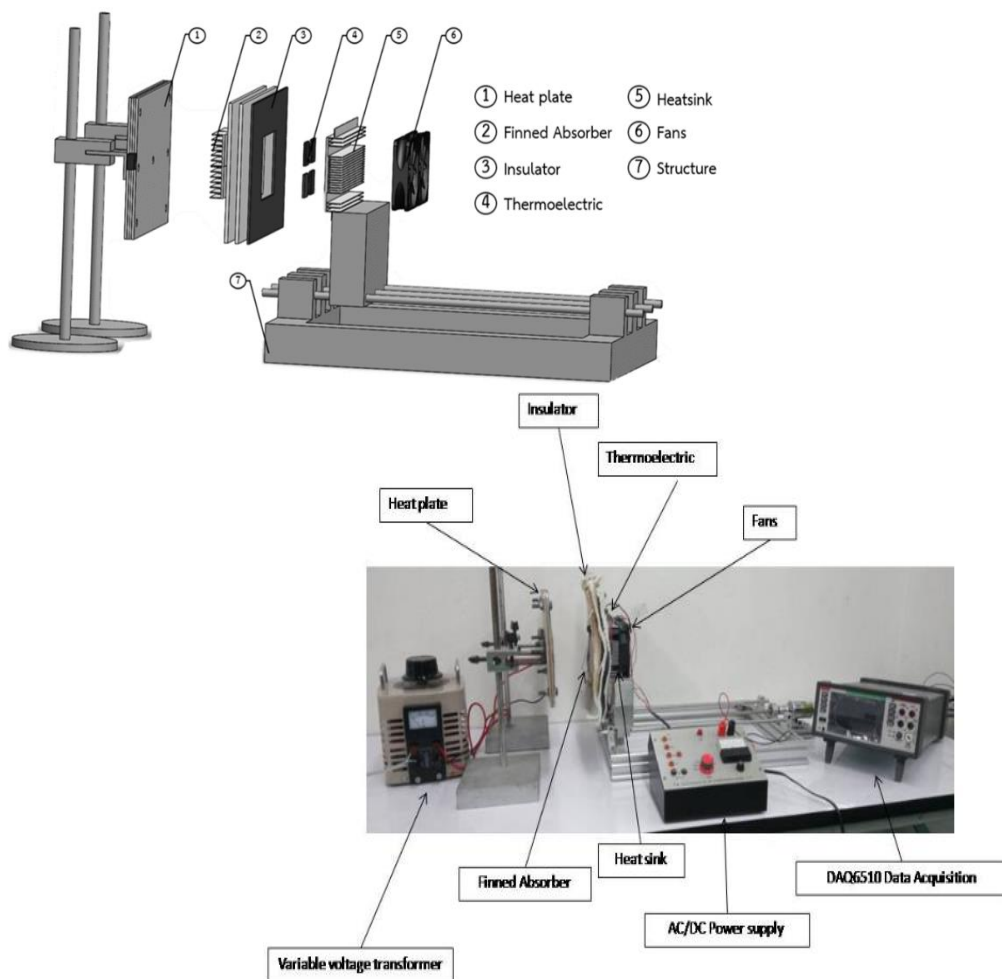 1
2
3
4
5
6
7
① Heat plate
② Finned Absorber
③ Insulator
④ Thermoelectric
⑤ Heatsink
⑥ Fans
⑦ Structure
Insulator
Thermoelectric
Heat plate
Fans
Finned Absorber
Heat sink
DAQ6510 Data Acquisition
AC/DC Power supply
Variable voltage transformer